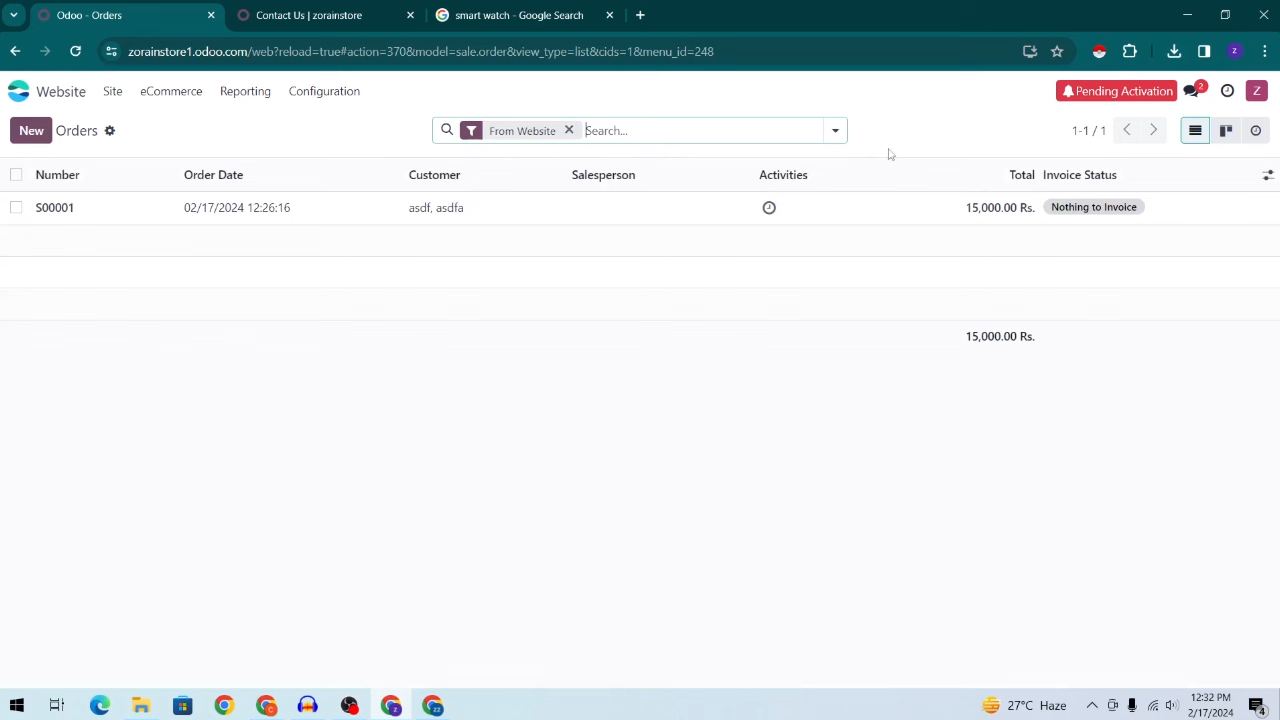 Odoo - Orders
Contact Us | zorainstore
smart watch - Google Search
zorainstore1.odoo.com/web?reload=true#action=370&model=sale.order&view_type=list&cids=1&menu_id=248
z
Website Site eCommerce Reporting Configuration
Pending Activation 2 Z
New Orders From Website Search... 1-1 / 1
Number Order Date Customer Salesperson Activities Total Invoice Status
S00001 02/17/2024 12:26:16 asdf, asdfa 15,000.00 Rs. Nothing to Invoice
15,000.00 Rs.
27°C Haze
12:32 PM
2/17/2024
4